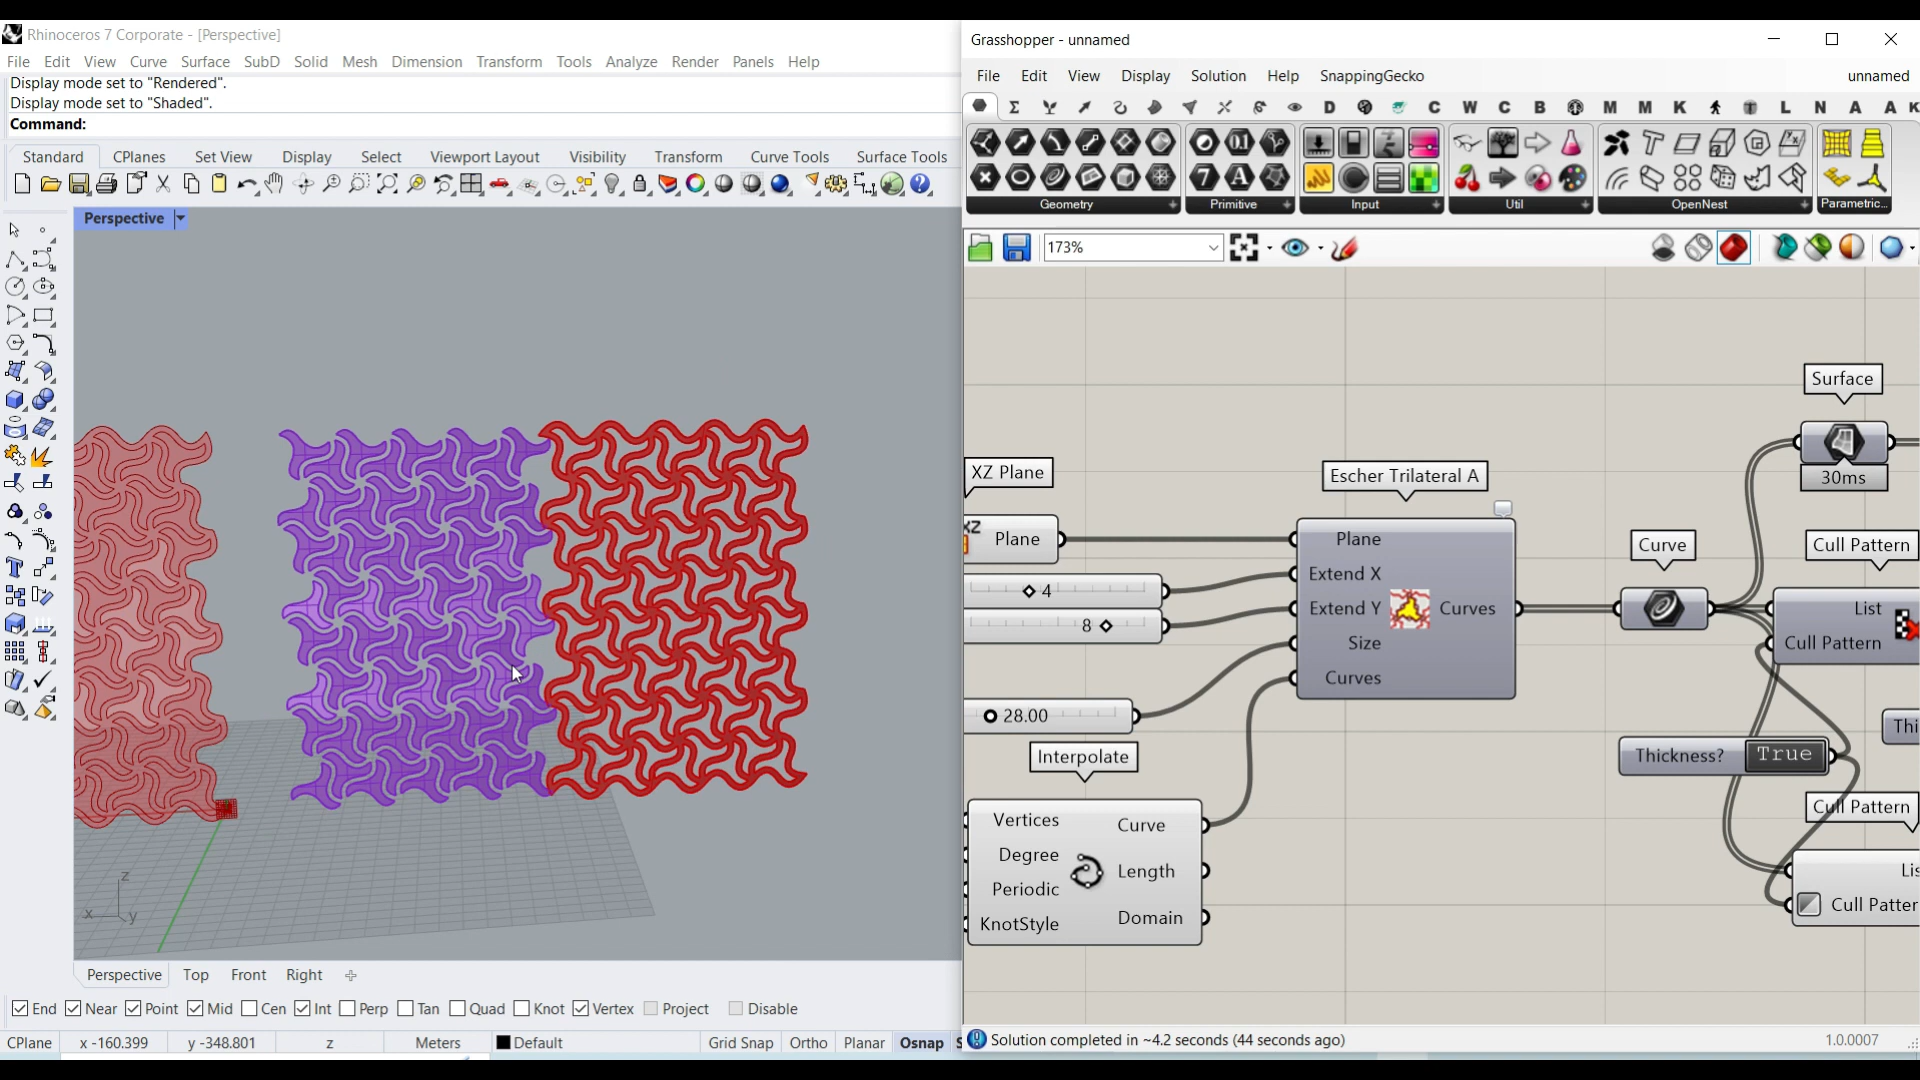 Rhinoceros 7 Corporate - [Perspective]
File Edit View Curve Surface SubD Solid Mesh Dimension Transform Tools Analyze Render Panels Help
Display mode set to "Rendered".
Display mode set to "Shaded".
Command:
Standard CPlanes Set View Display Select Viewport Layout Visibility Transform Curve Tools Surface Tools
Perspective
z
x
y
Perspective Top Front Right
End Near Point Mid Cen Int Perp Tan Quad Knot Vertex Project Disable
CPlane x -160.399 y -348.801 z Meters Default Grid Snap Ortho Planar Osnap S
Grasshopper - unnamed
File Edit View Display Solution Help SnappingGecko unnamed
D C W C B M M K L N A A K
Geometry Primitive Input Util OpenNest Parametric...
173%
Surface
30ms
XZ Plane
XZ Plane
Escher Trilateral A
Plane
Extend X
Extend Y Curves
Size
Curves
4
8
28.00
Curve
Cull Pattern
List
Cull Pattern
Thi
Thickness? True
Interpolate
Vertices Curve
Degree
Length
Periodic
KnotStyle Domain
Cull Pattern
Lis
Cull Patter
Solution completed in ~4.2 seconds (44 seconds ago) 1.0.0007